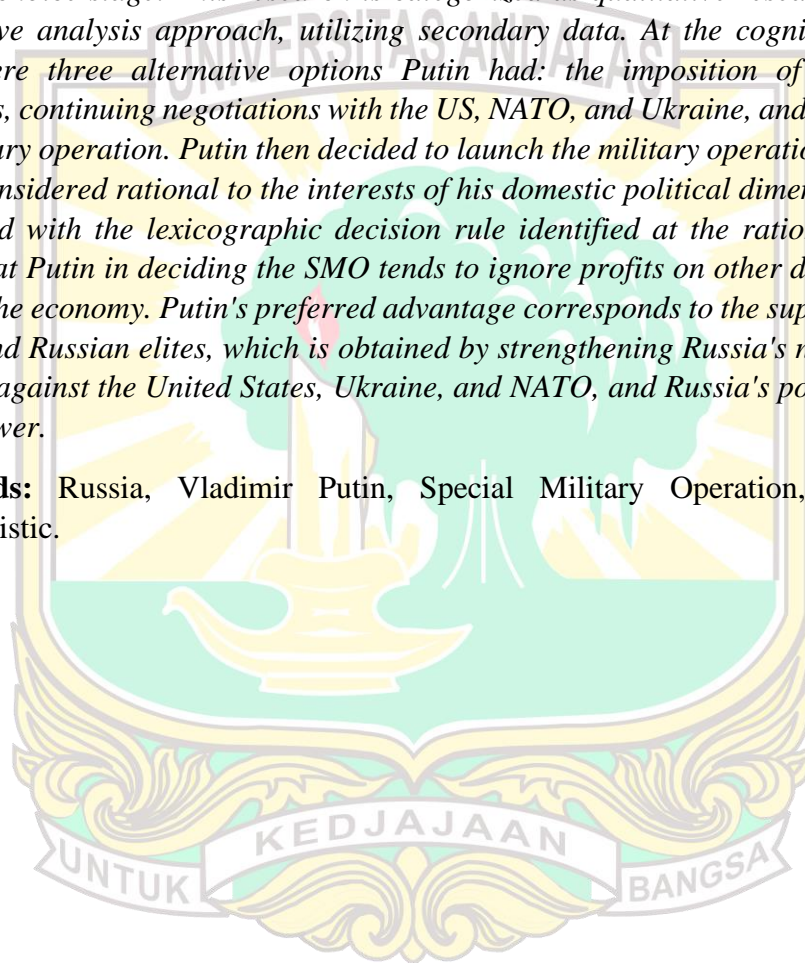 ve analysis approach, utilizing secondary data. At the cogni
ere three alternative options Putin had: the imposition of
s, continuing negotiations with the US, NATO, and Ukraine, and
ary operation. Putin then decided to launch the military operatio
nsidered rational to the interests of his domestic political dimer
d with the lexicographic decision rule identified at the ratio
at Putin in deciding the SMO tends to ignore profits on other d
he economy. Putin's preferred advantage corresponds to the sup
nd Russian elites, which is obtained by strengthening Russia's n
against the United States, Ukraine, and NATO, and Russia's po
wer.
ds: Russia, Vladimir Putin, Special Military Operation,
istic.
UNIVERSITAS ANDALAS
UNTUK KEDJAJAAN BANGSA